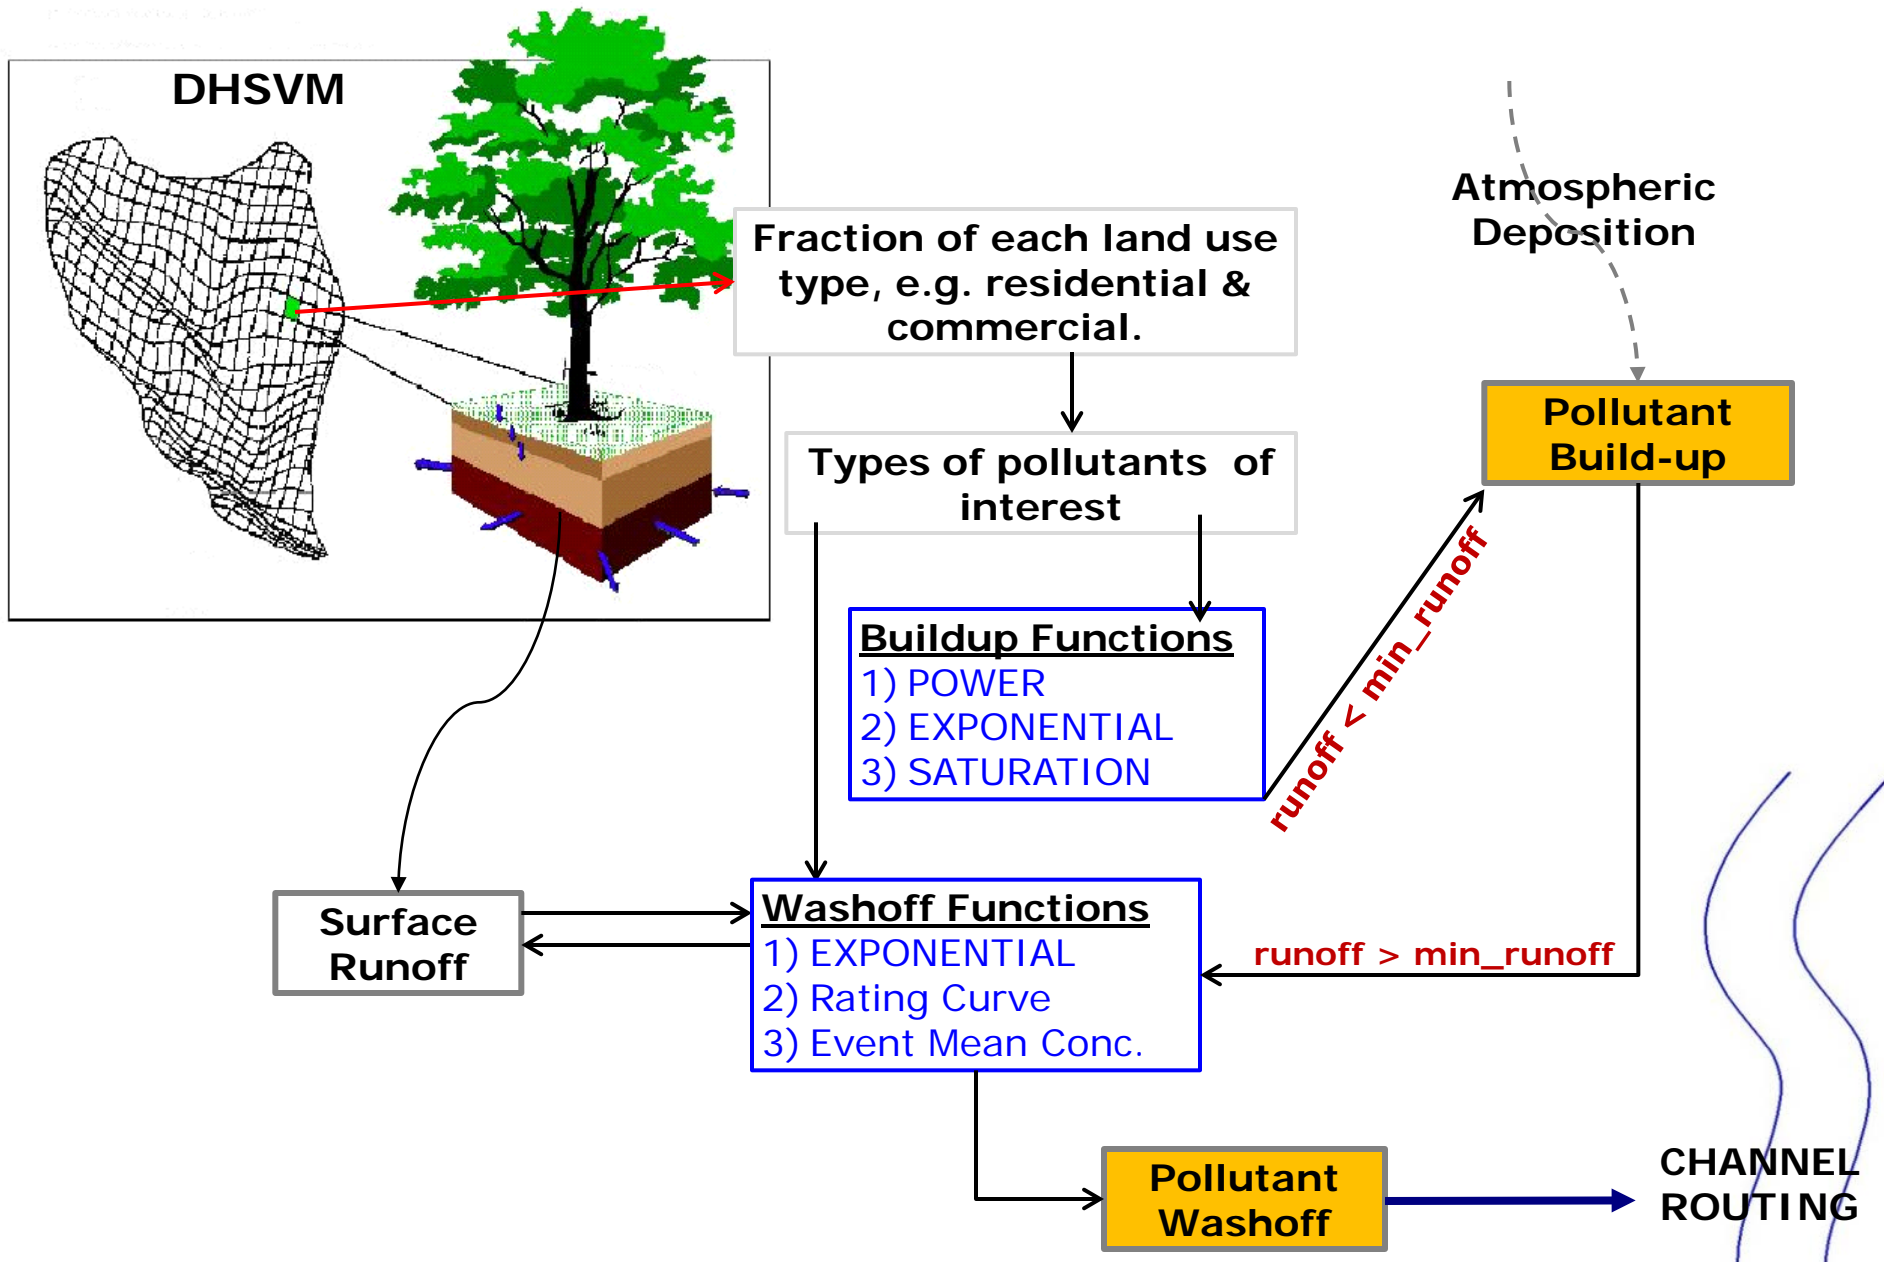 DHSVM
Atmospheric
Deposition
Fraction of each land use
type, e.g. residential &
commercial.
Pollutant
Build-up
Types of pollutants of
interest
runoff < min_runoff
Buildup Functions
1) POWER
2) EXPONENTIAL
3) SATURATION
Surface
Runoff
Washoff Functions
1) EXPONENTIAL
2) Rating Curve
3) Event Mean Conc.
runoff > min_runoff
Pollutant
Washoff
CHANNEL
ROUTING